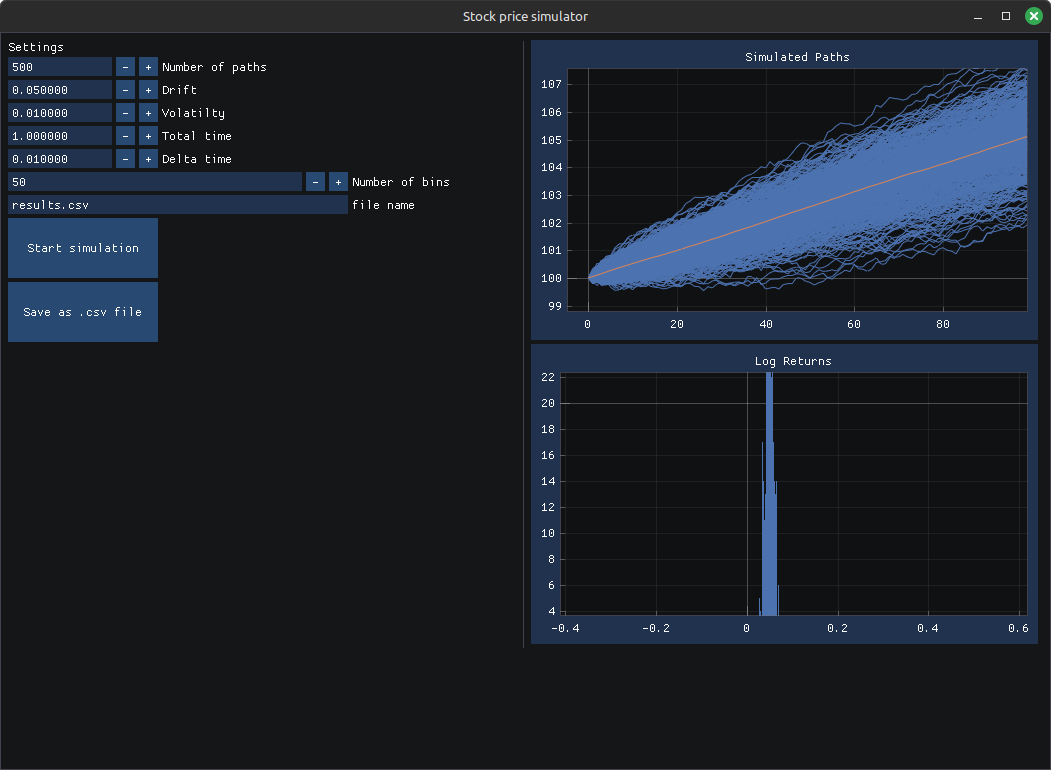 Stock price simulator
Settings
500 - + Number of paths
0.050000 - + Drift
0.010000 - + Volatilty
1.000000 - + Total time
0.010000 - + Delta time
50 - + Number of bins
results.csv file name
Start simulation
Save as .csv file
Simulated Paths
107
106
105
104
103
102
101
100
99
0 20 40 60 80
Log Returns
22
20
18
16
14
12
10
8
6
4
-0.4 -0.2 0 0.2 0.4 0.6